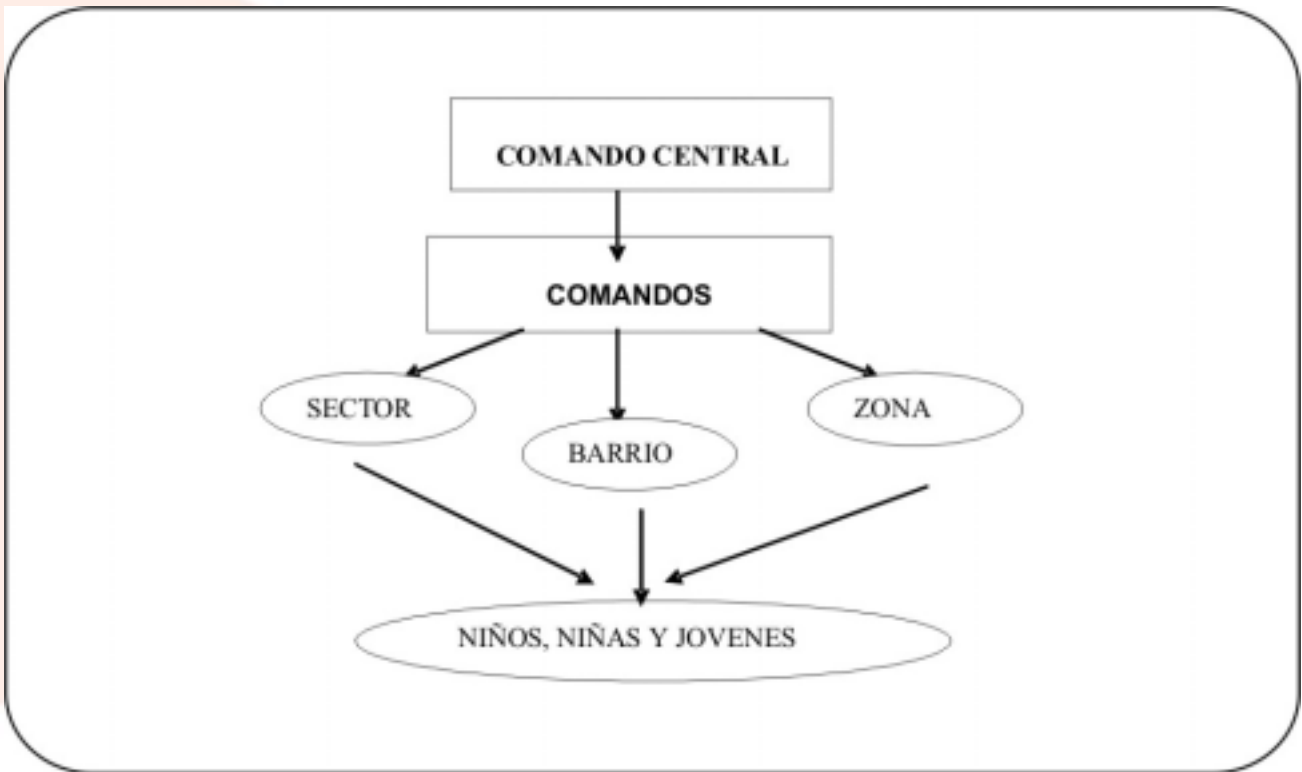 COMANDO CENTRAL
COMANDOS
SECTOR
ZONA
BARRIO
NIÑOS, NIÑAS Y JOVENES